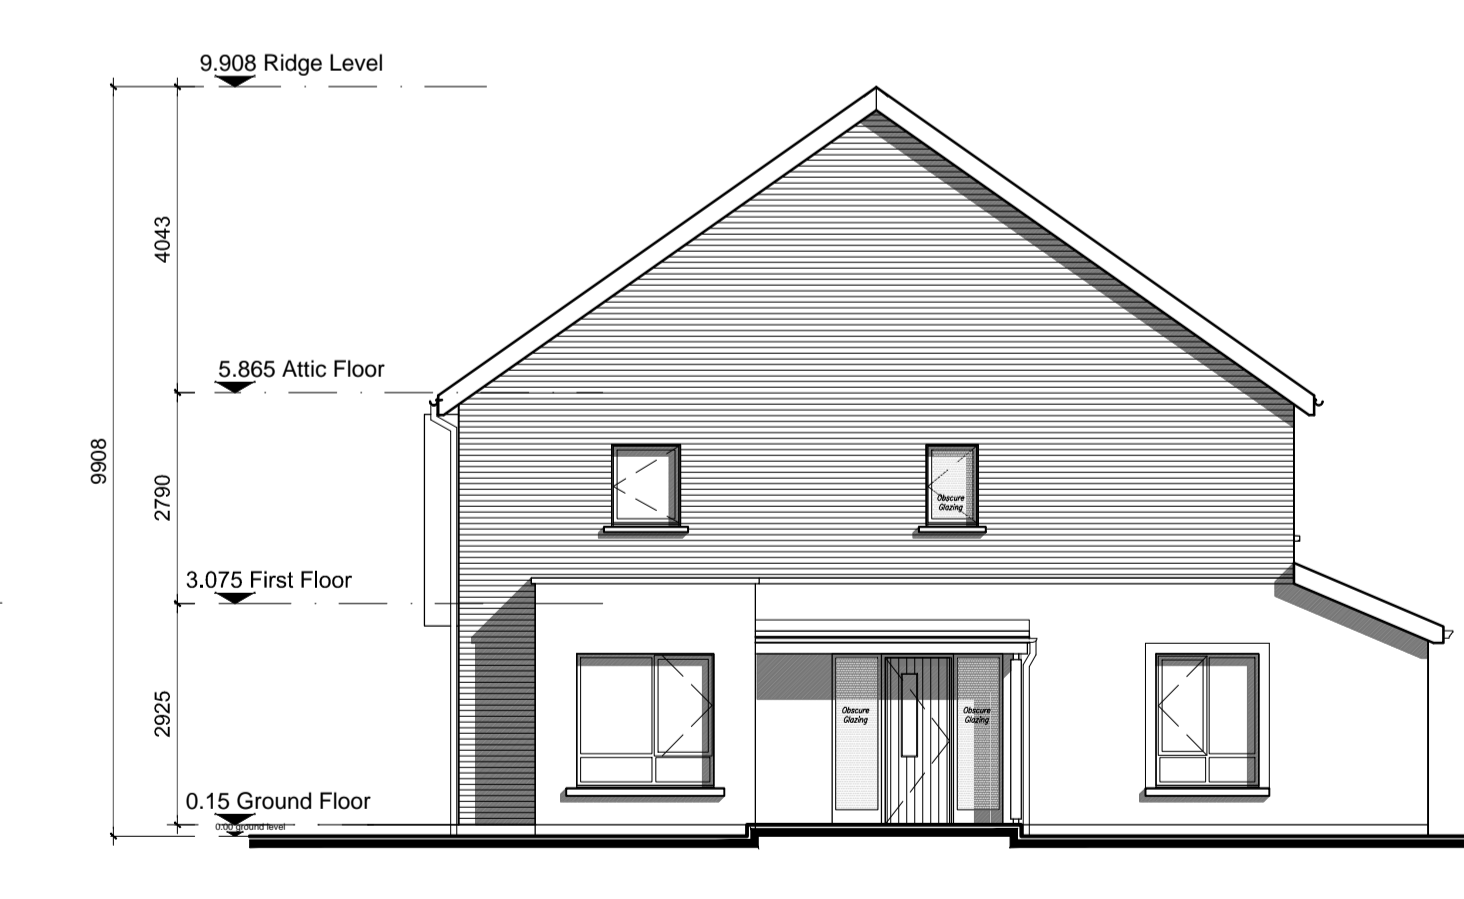 9.908 Ridge Level
4043
5.865 Attic Floor
9908
2790
Obscure
Glazing
3.075 First Floor
2925
Obscure
Glazing
Obscure
Glazing
0.15 Ground Floor
0.00 ground level